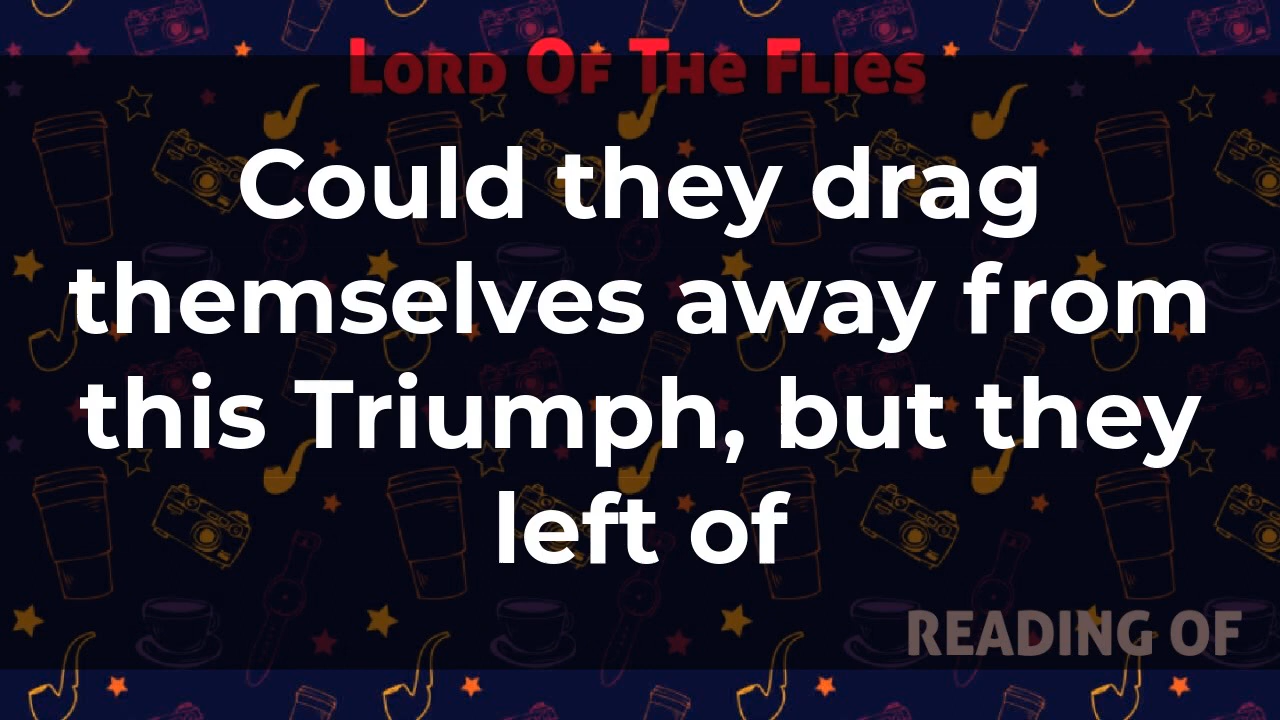 Lord Of The Flies
Could they drag
themselves away from
this Triumph, but they
left of
READING OF